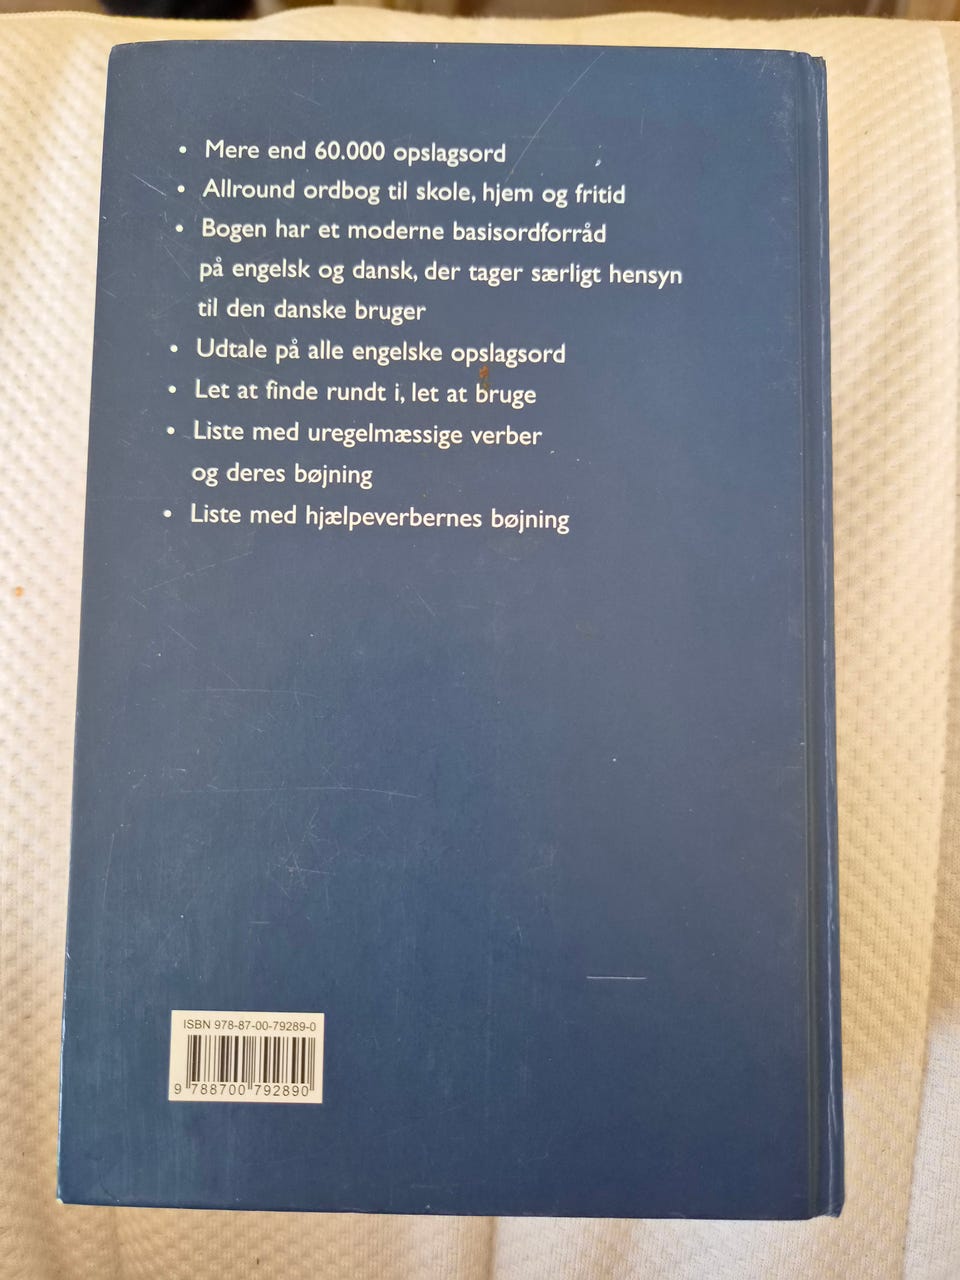 • Mere end 60.000 opslagsord
• Allround ordbog til skole, hjem og fritid
• Bogen har et moderne basisordforråd
på engelsk og dansk, der tager særligt hensyn
til den danske bruger
• Udtale på alle engelske opslagsord
• Let at finde rundt i, let at bruge
• Liste med uregelmæssige verber
og deres bøjning
• Liste med hjælpeverbernes bøjning
ISBN 978-87-00-79289-0
9 788700 792890